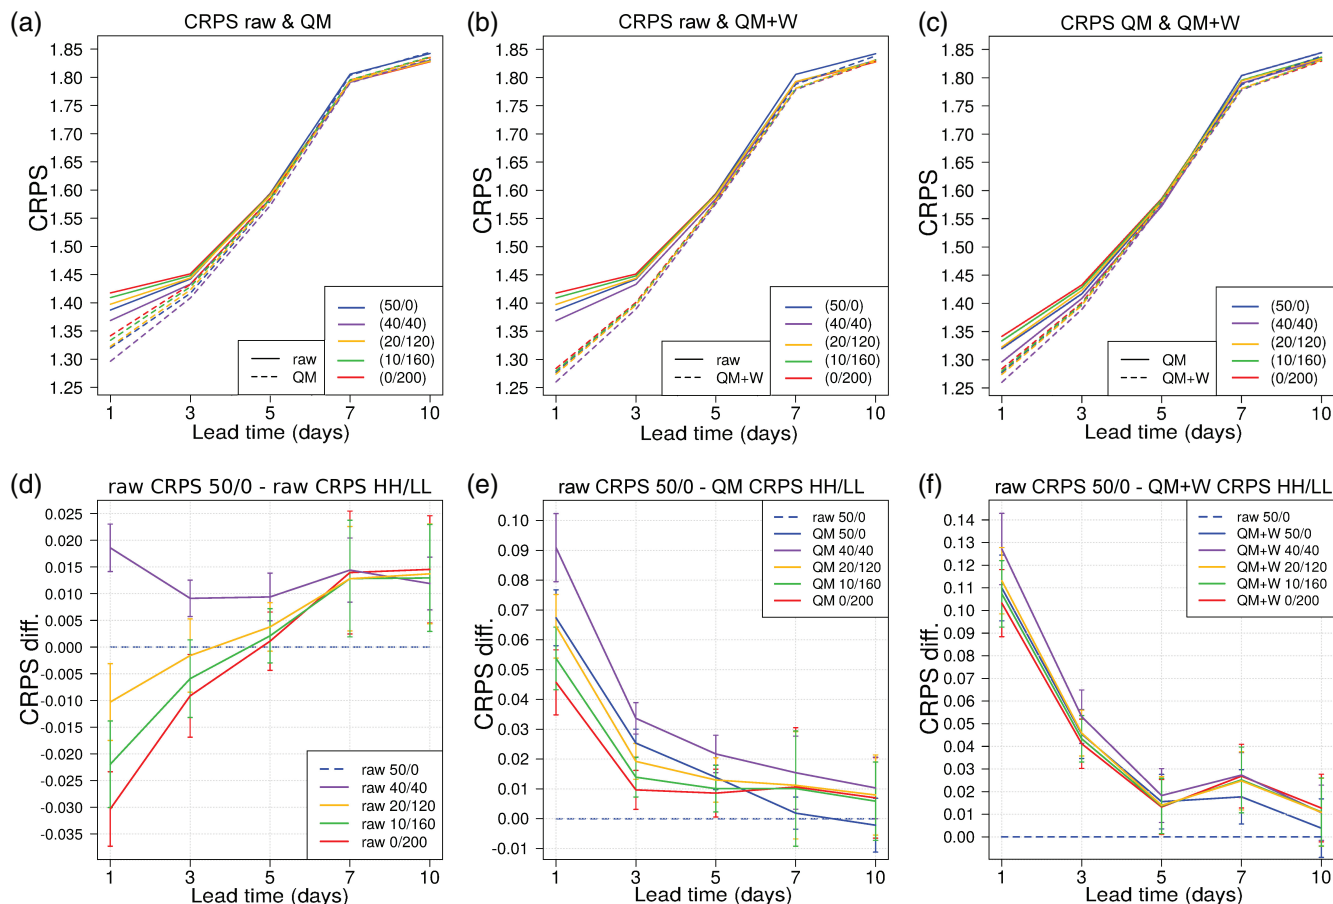 (a) CRPS raw & QM
CRPS
1.85
1.80
1.75
1.70
1.65
1.60
1.55
1.50
1.45
1.40
1.35
1.30
1.25
raw
QM
(50/0)
(40/40)
(20/120)
(10/160)
(0/200)
1 3 5 7 10
Lead time (days)
(b) CRPS raw & QM+W
CRPS
1.85
1.80
1.75
1.70
1.65
1.60
1.55
1.50
1.45
1.40
1.35
1.30
1.25
raw
QM+W
(50/0)
(40/40)
(20/120)
(10/160)
(0/200)
1 3 5 7 10
Lead time (days)
(c) CRPS QM & QM+W
CRPS
1.85
1.80
1.75
1.70
1.65
1.60
1.55
1.50
1.45
1.40
1.35
1.30
1.25
QM
QM+W
(50/0)
(40/40)
(20/120)
(10/160)
(0/200)
1 3 5 7 10
Lead time (days)
(d) raw CRPS 50/0 - raw CRPS HH/LL
CRPS diff.
0.025
0.020
0.015
0.010
0.005
0.000
-0.005
-0.010
-0.015
-0.020
-0.025
-0.030
-0.035
raw 50/0
raw 40/40
raw 20/120
raw 10/160
raw 0/200
1 3 5 7 10
Lead time (days)
(e) raw CRPS 50/0 - QM CRPS HH/LL
CRPS diff.
0.10
0.09
0.08
0.07
0.06
0.05
0.04
0.03
0.02
0.01
0.00
-0.01
raw 50/0
QM 50/0
QM 40/40
QM 20/120
QM 10/160
QM 0/200
1 3 5 7 10
Lead time (days)
(f) raw CRPS 50/0 - QM+W CRPS HH/LL
CRPS diff.
0.14
0.13
0.12
0.11
0.10
0.09
0.08
0.07
0.06
0.05
0.04
0.03
0.02
0.01
0.00
raw 50/0
QM+W 50/0
QM+W 40/40
QM+W 20/120
QM+W 10/160
QM+W 0/200
1 3 5 7 10
Lead time (days)